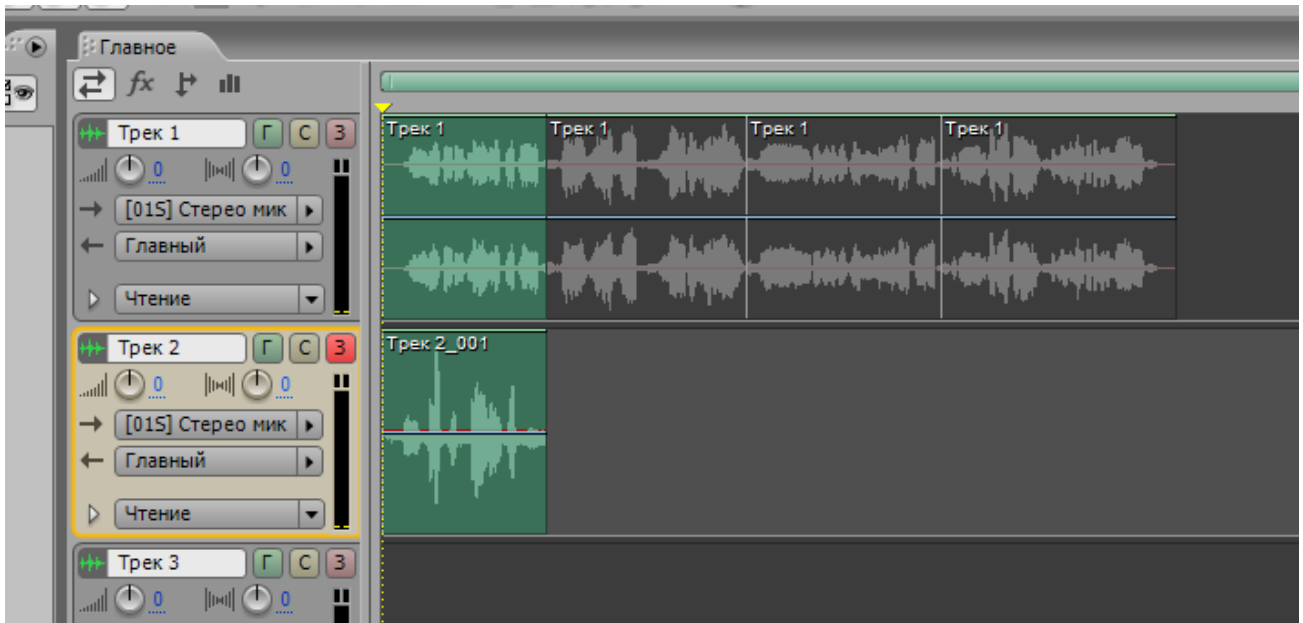 Главное
fx
Трек 1 Г С З
0 0
[01S] Стерео мик
Главный
Чтение
Трек 1 Трек 1 Трек 1 Трек 1
Трек 2 Г С З
0 0
[01S] Стерео мик
Главный
Чтение
Трек 2_001
Трек 3 Г С З
0 0